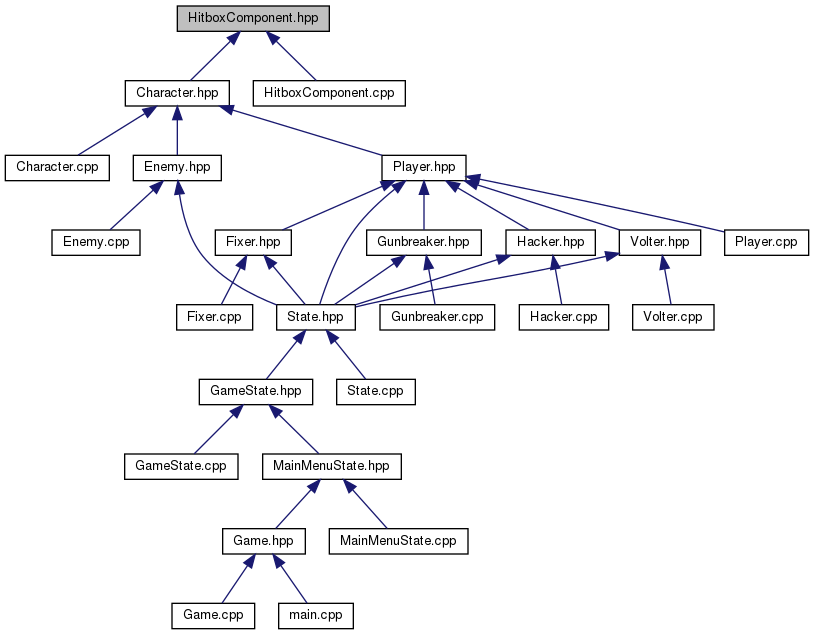 HitboxComponent.hpp
Character.hpp
HitboxComponent.cpp
Character.cpp
Enemy.hpp
Player.hpp
Enemy.cpp
Fixer.hpp
Gunbreaker.hpp
Hacker.hpp
Volter.hpp
Player.cpp
Fixer.cpp
State.hpp
Gunbreaker.cpp
Hacker.cpp
Volter.cpp
GameState.hpp
State.cpp
GameState.cpp
MainMenuState.hpp
Game.hpp
MainMenuState.cpp
Game.cpp
main.cpp